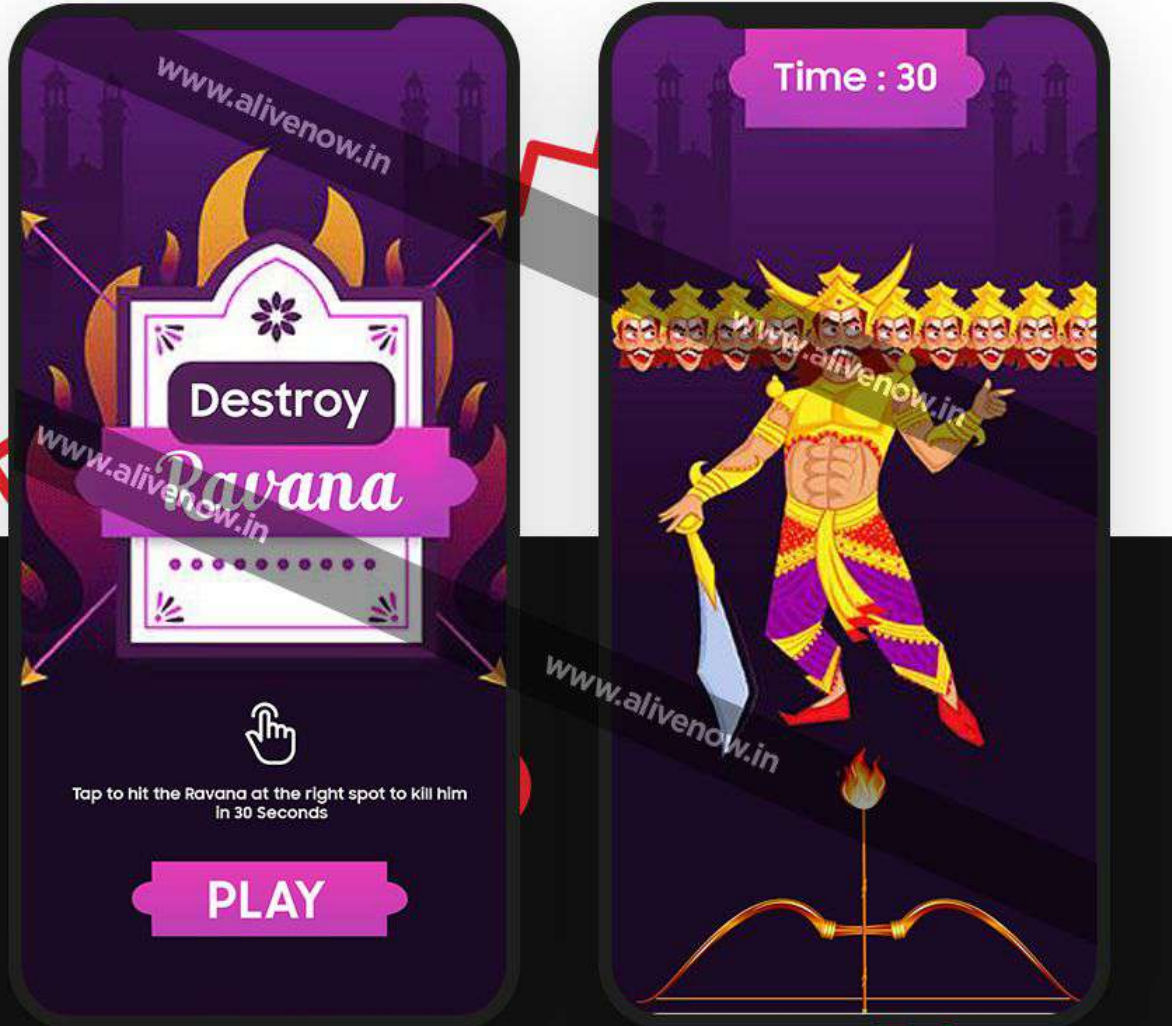 www.alivenow.in
Destroy
Ravana
www.alivenow.in
Tap to hit the Ravana at the right spot to kill him
in 30 Seconds
PLAY
Time : 30
www.alivenow.in
www.alivenow.in